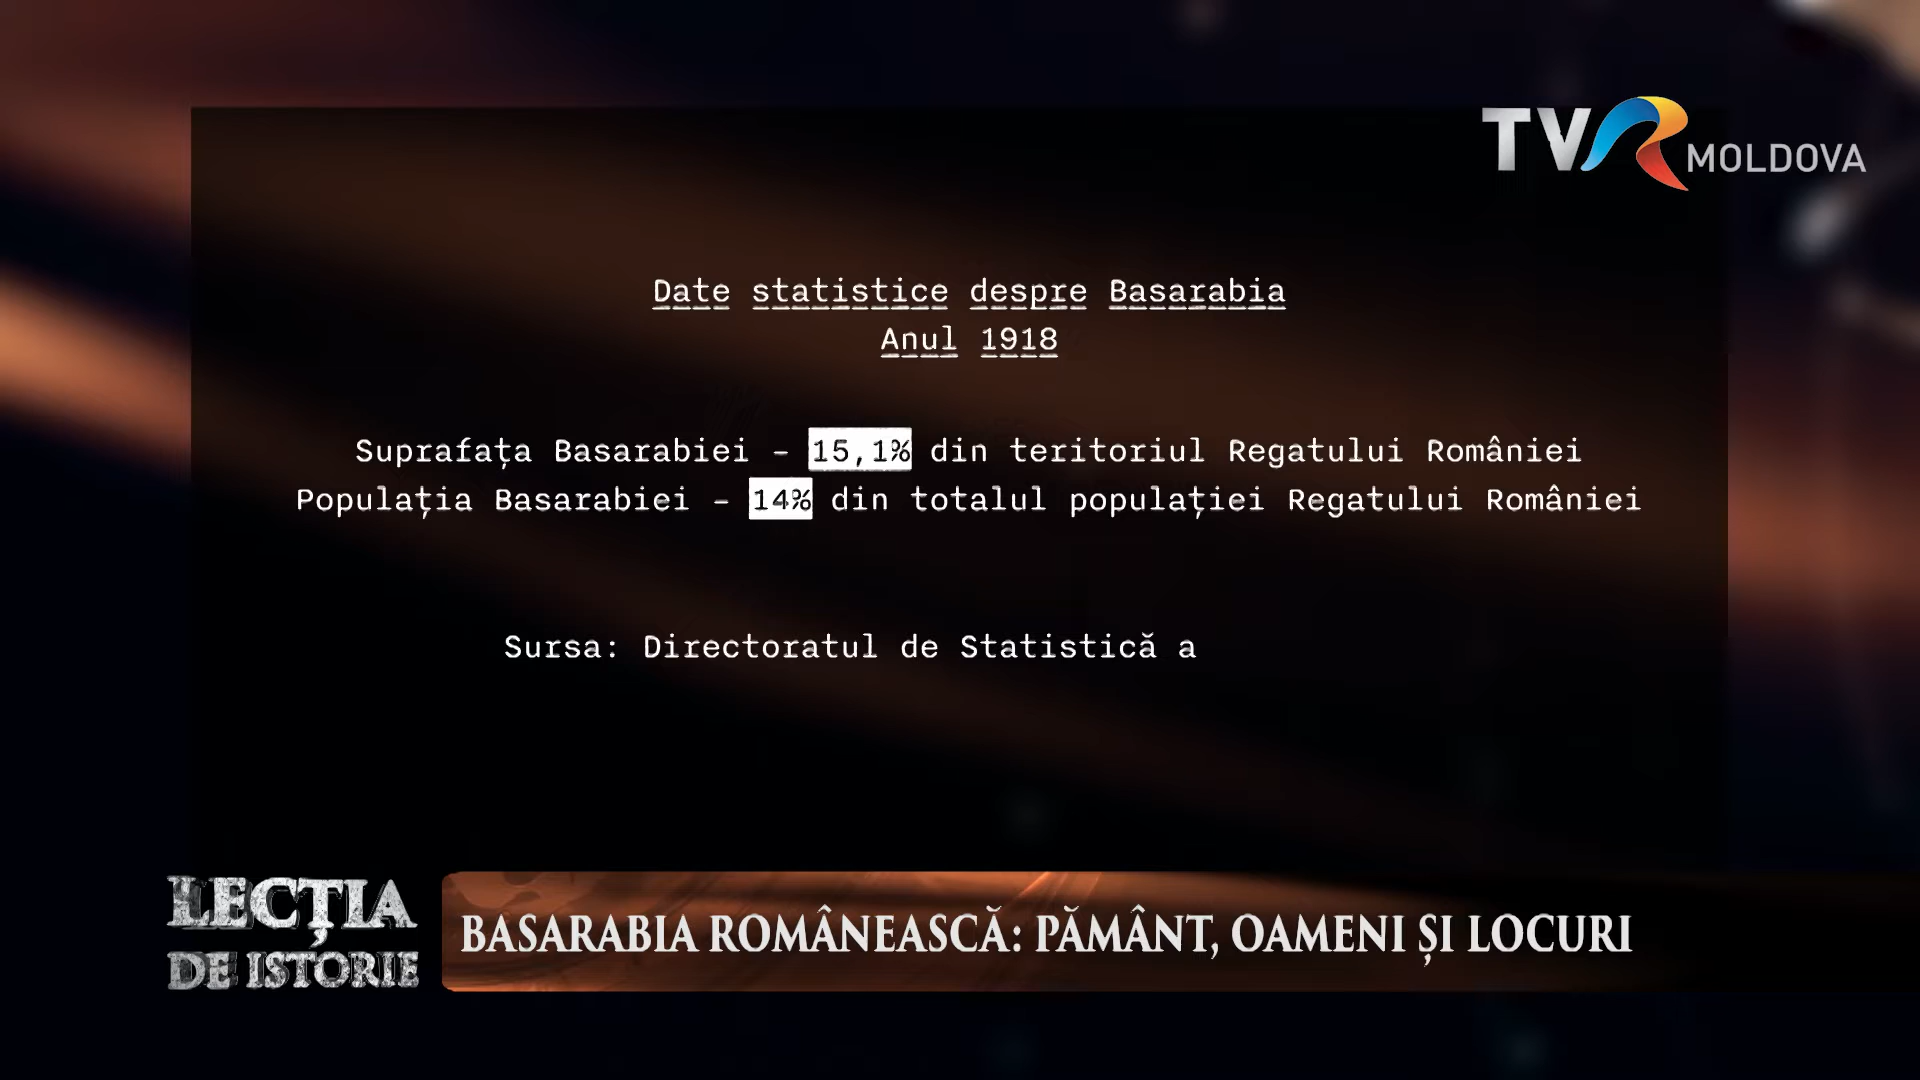 TVR MOLDOVA
Date statistice despre Basarabia
Anul 1918
Suprafața Basarabiei – 15,1% din teritoriul Regatului României
Populația Basarabiei – 14% din totalul populației Regatului României
Sursa: Directoratul de Statistică a
LECȚIA
DE ISTORIE
BASARABIA ROMÂNEASCĂ: PĂMÂNT, OAMENI ȘI LOCURI